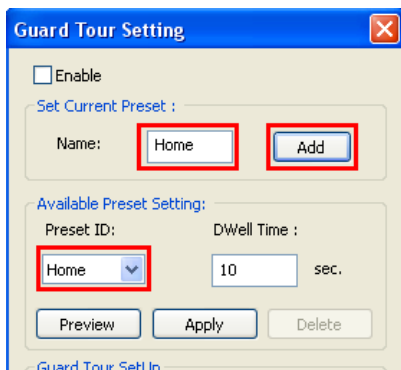 Guard Tour Setting
Enable
Set Current Preset :
Name: Home Add
Available Preset Setting:
Preset ID: DWell Time :
Home 10 sec.
Preview Apply Delete
Guard Tour SetUp